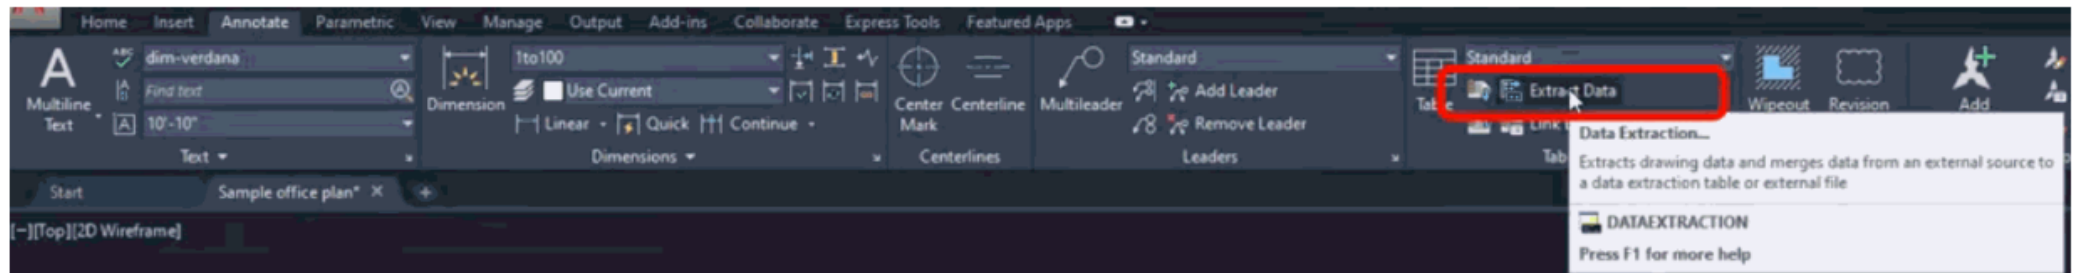 Home Insert Annotate Parametric View Manage Output Add-ins Collaborate Express Tools Featured Apps
dim-verdana 1to100 Standard Standard
Find text Use Current Add Leader Extract Data
Multiline Text Dimension Center Mark Centerline Multileader Table Wipeout Revision Add
10'-10" Linear Quick Continue Remove Leader Link
Text Dimensions Centerlines Leaders Tab
Data Extraction...
Extracts drawing data and merges data from an external source to
a data extraction table or external file
Start Sample office plan*
DATAEXTRACTION
[−][Top][2D Wireframe]
Press F1 for more help